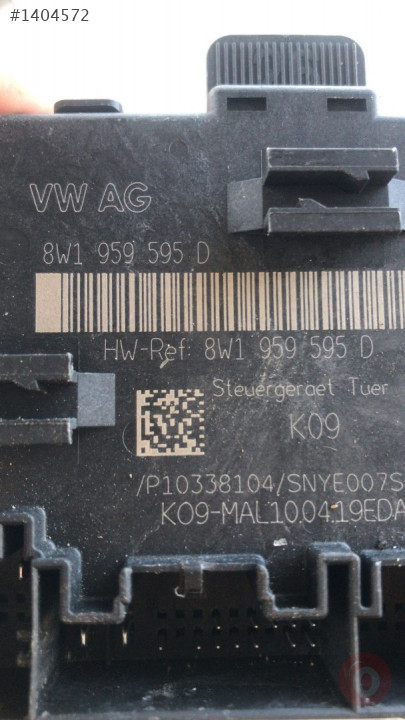 #1404572
VW AG
8W1 959 595 D
HW-Ref: 8W1 959 595 D
Steuergeraet Tuer
K09
/P10338104/SNYE007S
K09-MAL10.04.19EDA